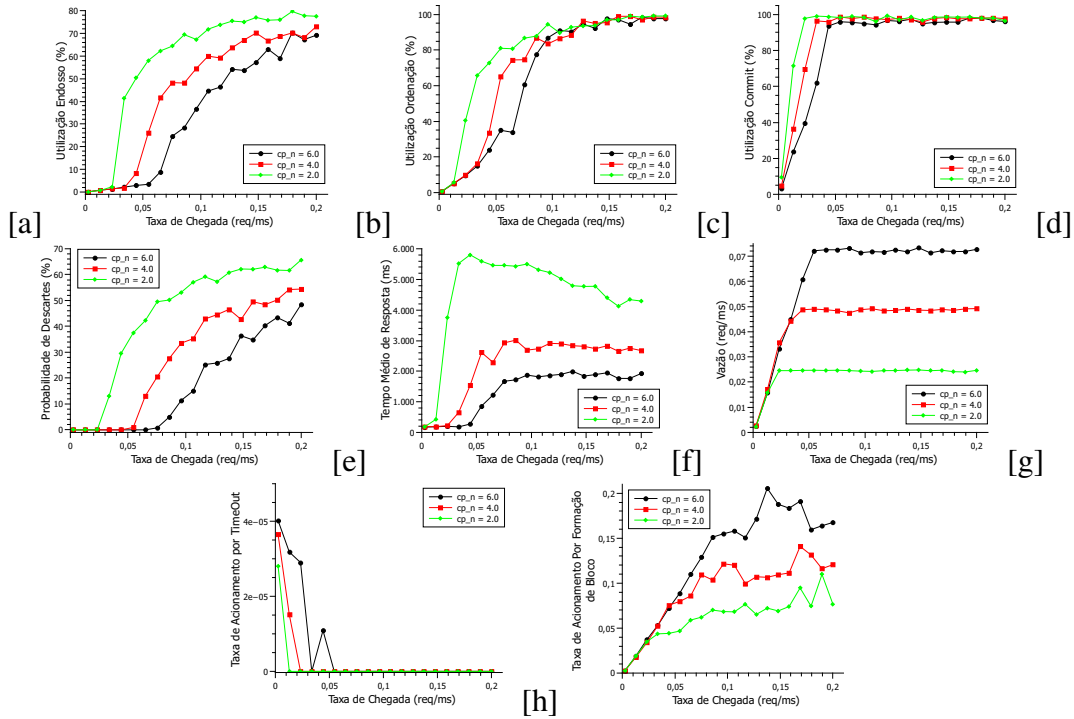 Utilização Endosso (%)
80
70
60
50
40
30
20
10
0
cp_n = 6.0
cp_n = 4.0
cp_n = 2.0
0
0,05
0,1
0,15
0,2
Taxa de Chegada (req/ms)
[a]
Utilização Ordenação (%)
100
80
60
40
20
0
cp_n = 6.0
cp_n = 4.0
cp_n = 2.0
0
0,05
0,1
0,15
0,2
Taxa de Chegada (req/ms)
[b]
Utilização Commit (%)
100
80
60
40
20
0
cp_n = 6.0
cp_n = 4.0
cp_n = 2.0
0
0,05
0,1
0,15
0,2
Taxa de Chegada (req/ms)
[c]
[d]
Probabilidade de Descartes (%)
70
60
50
40
30
20
10
0
cp_n = 6.0
cp_n = 4.0
cp_n = 2.0
0
0,05
0,1
0,15
0,2
Taxa de Chegada (req/ms)
[e]
Tempo Médio de Resposta (ms)
6.000
5.000
4.000
3.000
2.000
1.000
0
cp_n = 6.0
cp_n = 4.0
cp_n = 2.0
0
0,05
0,1
0,15
0,2
Taxa de Chegada (req/ms)
[f]
Vazão (req/ms)
0,07
0,06
0,05
0,04
0,03
0,02
0,01
0
cp_n = 6.0
cp_n = 4.0
cp_n = 2.0
0
0,05
0,1
0,15
0,2
Taxa de Chegada (req/ms)
[g]
Taxa de Acionamento por TimeOut
4e-05
2e-05
0
cp_n = 6.0
cp_n = 4.0
cp_n = 2.0
0
0,05
0,1
0,15
0,2
Taxa de Chegada (req/ms)
[h]
Taxa de Acionamento Por Formação
de Bloco
0,2
0,15
0,1
0,05
0
cp_n = 6.0
cp_n = 4.0
cp_n = 2.0
0
0,05
0,1
0,15
0,2
Taxa de Chegada (req/ms)